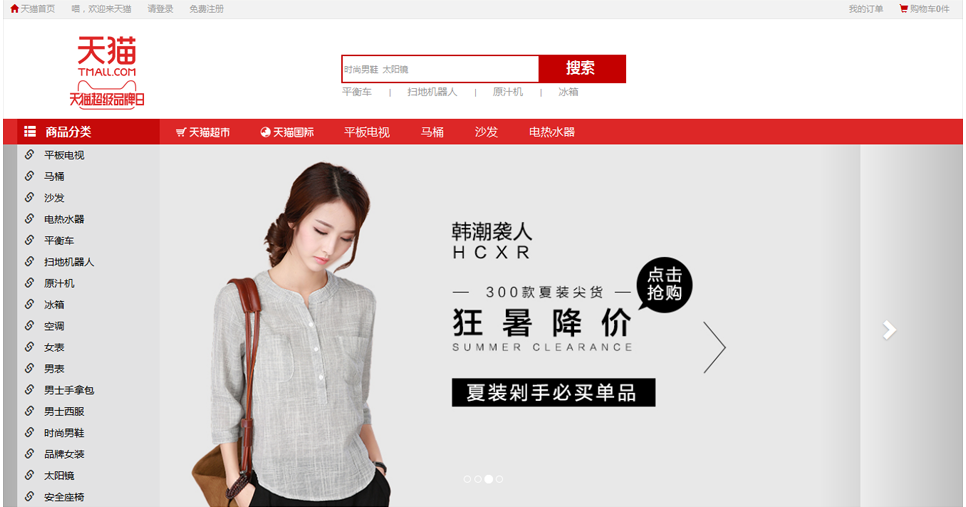 天猫首页 喵,欢迎来天猫 请登录 免费注册 我的订单 购物车0件
天猫
TMALL.COM
天猫超级品牌日
时尚男鞋 太阳镜 搜索
平衡车 | 扫地机器人 | 原汁机 | 冰箱
商品分类 天猫超市 天猫国际 平板电视 马桶 沙发 电热水器
平板电视
马桶
沙发
电热水器
平衡车
扫地机器人
原汁机
冰箱
空调
女表
男表
男士手拿包
男士西服
时尚男鞋
品牌女装
太阳镜
安全座椅
韩潮袭人
HCXR
点击
抢购
— 300款夏装尖货 —
狂暑降价
SUMMER CLEARANCE
夏装剁手必买单品